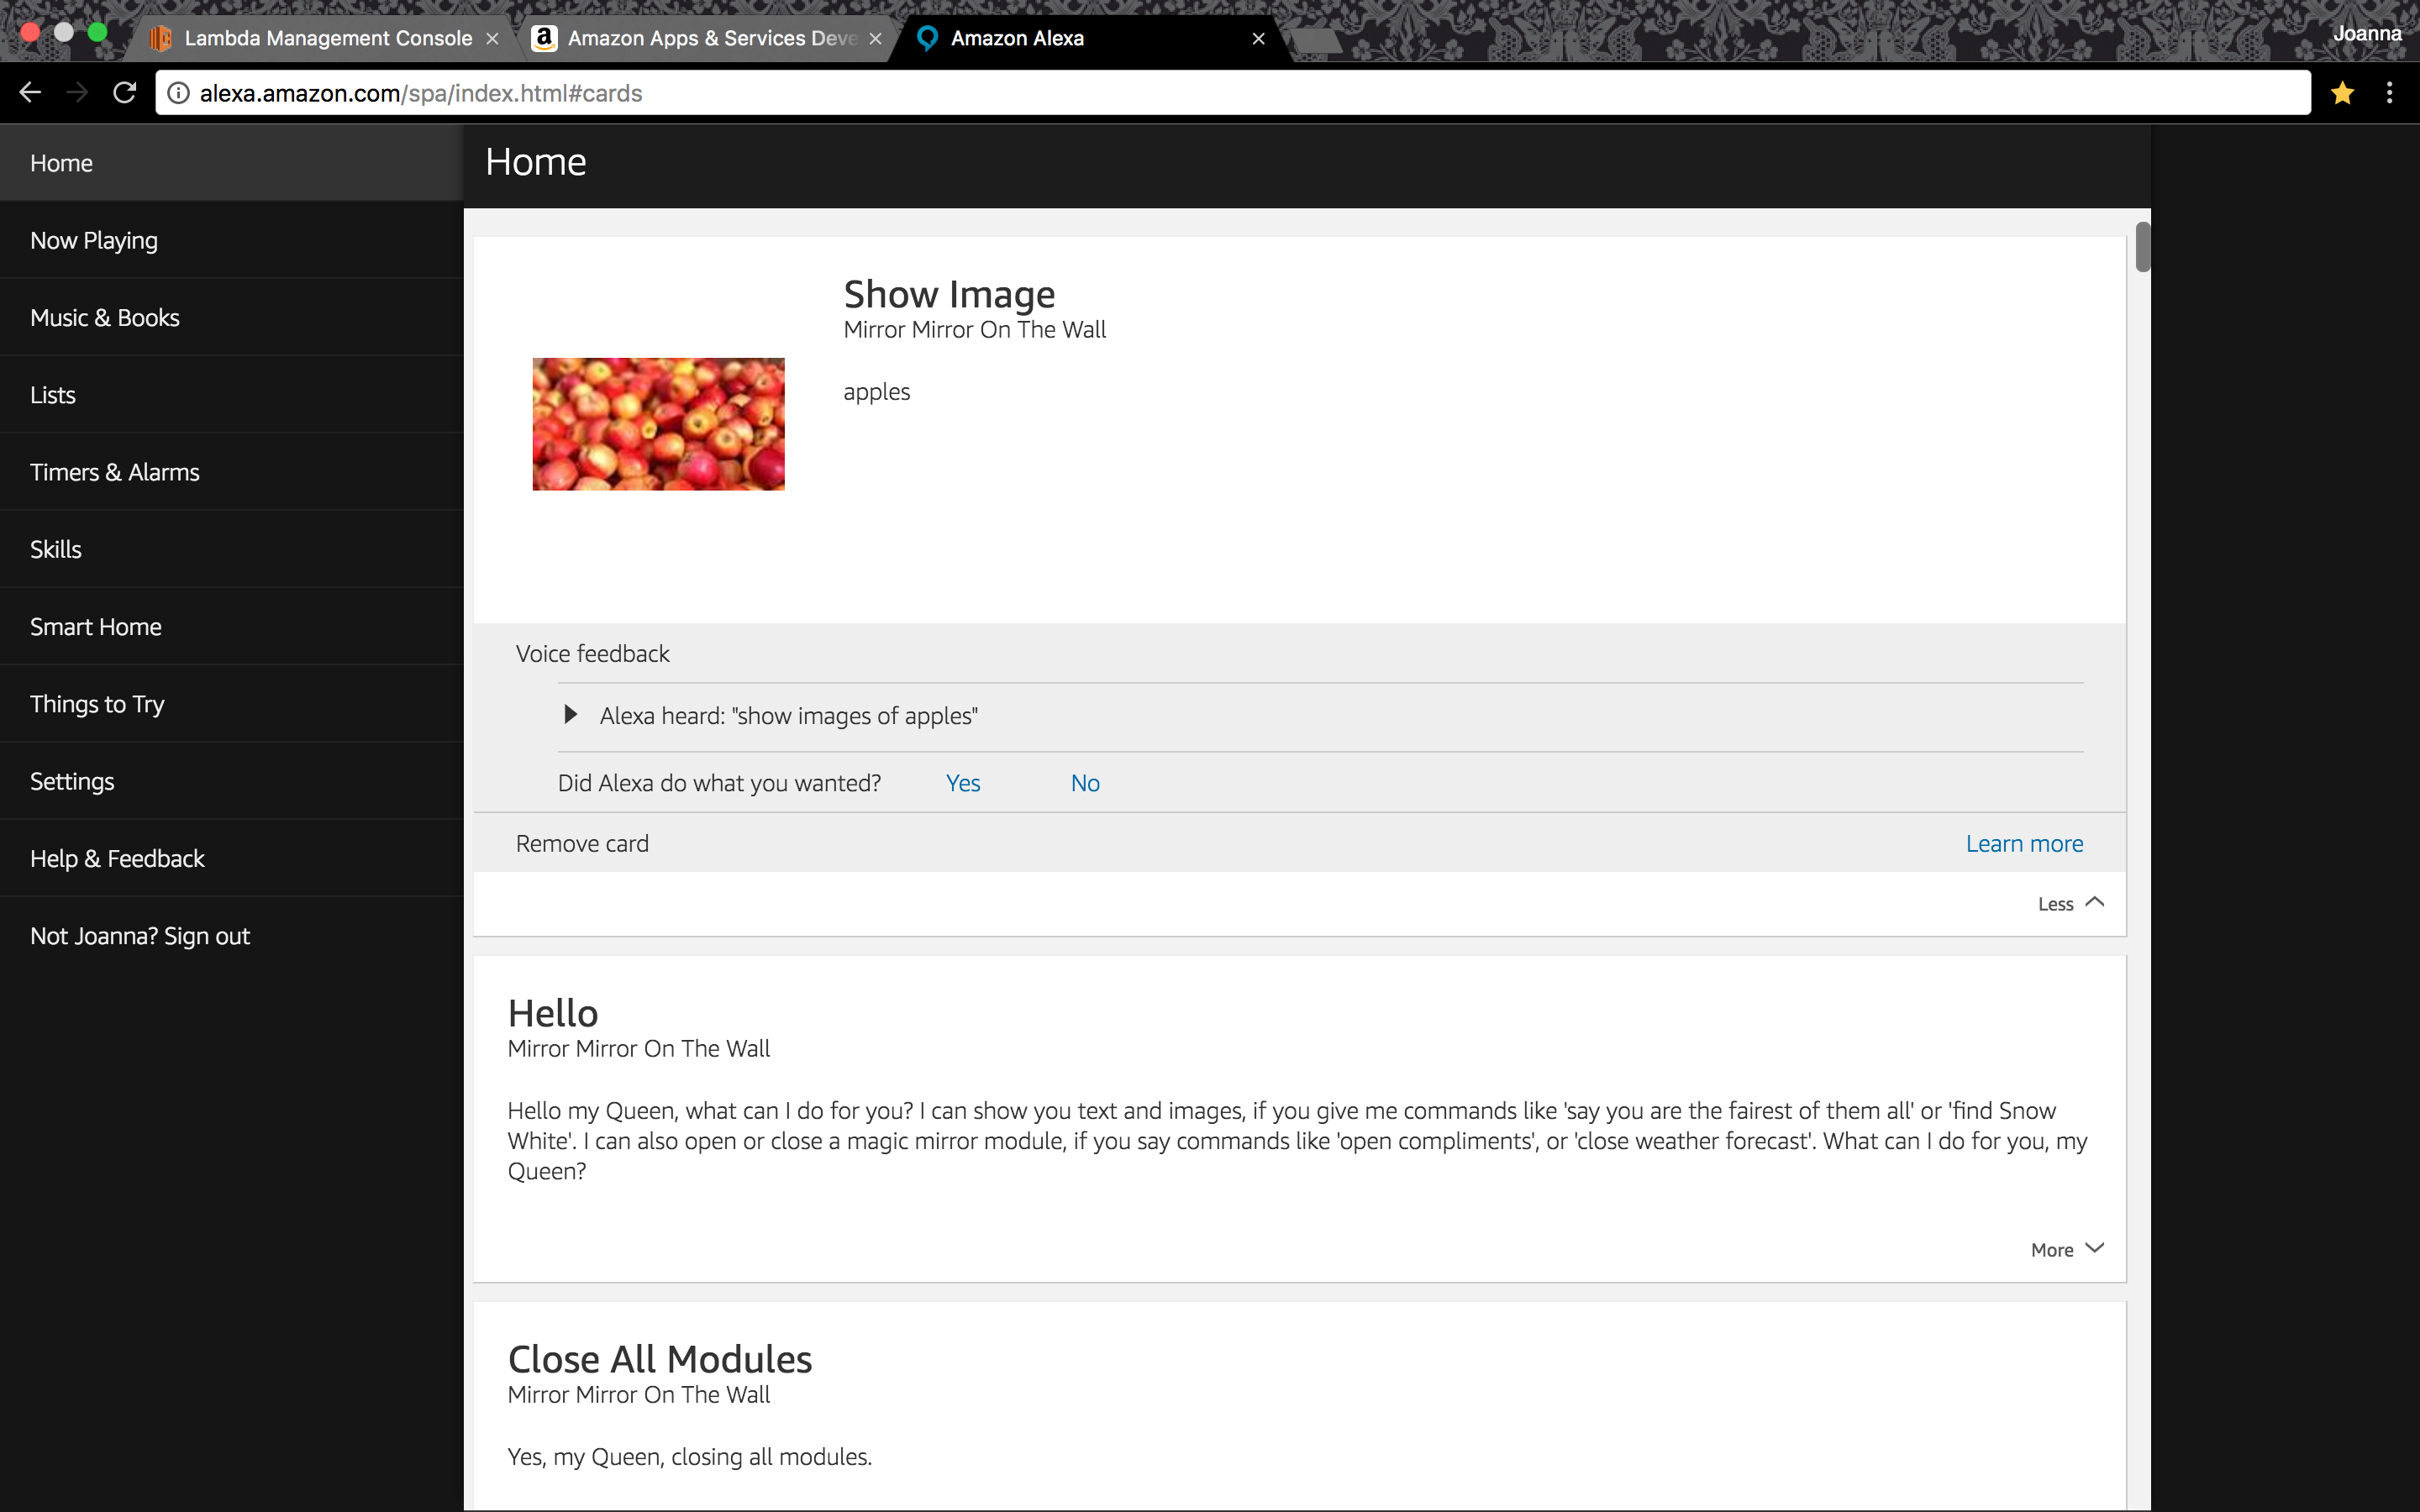 Lambda Management Console
Amazon Apps & Services Deve
Amazon Alexa
Joanna
alexa.amazon.com/spa/index.html#cards
Home
Now Playing
Music & Books
Lists
Timers & Alarms
Skills
Smart Home
Things to Try
Settings
Help & Feedback
Not Joanna? Sign out
Home
Show Image
Mirror Mirror On The Wall
apples
Voice feedback
Alexa heard: "show images of apples"
Did Alexa do what you wanted? Yes No
Remove card Learn more
Less
Hello
Mirror Mirror On The Wall
Hello my Queen, what can I do for you? I can show you text and images, if you give me commands like 'say you are the fairest of them all' or 'find Snow
White'. I can also open or close a magic mirror module, if you say commands like 'open compliments', or 'close weather forecast'. What can I do for you, my
Queen?
More
Close All Modules
Mirror Mirror On The Wall
Yes, my Queen, closing all modules.